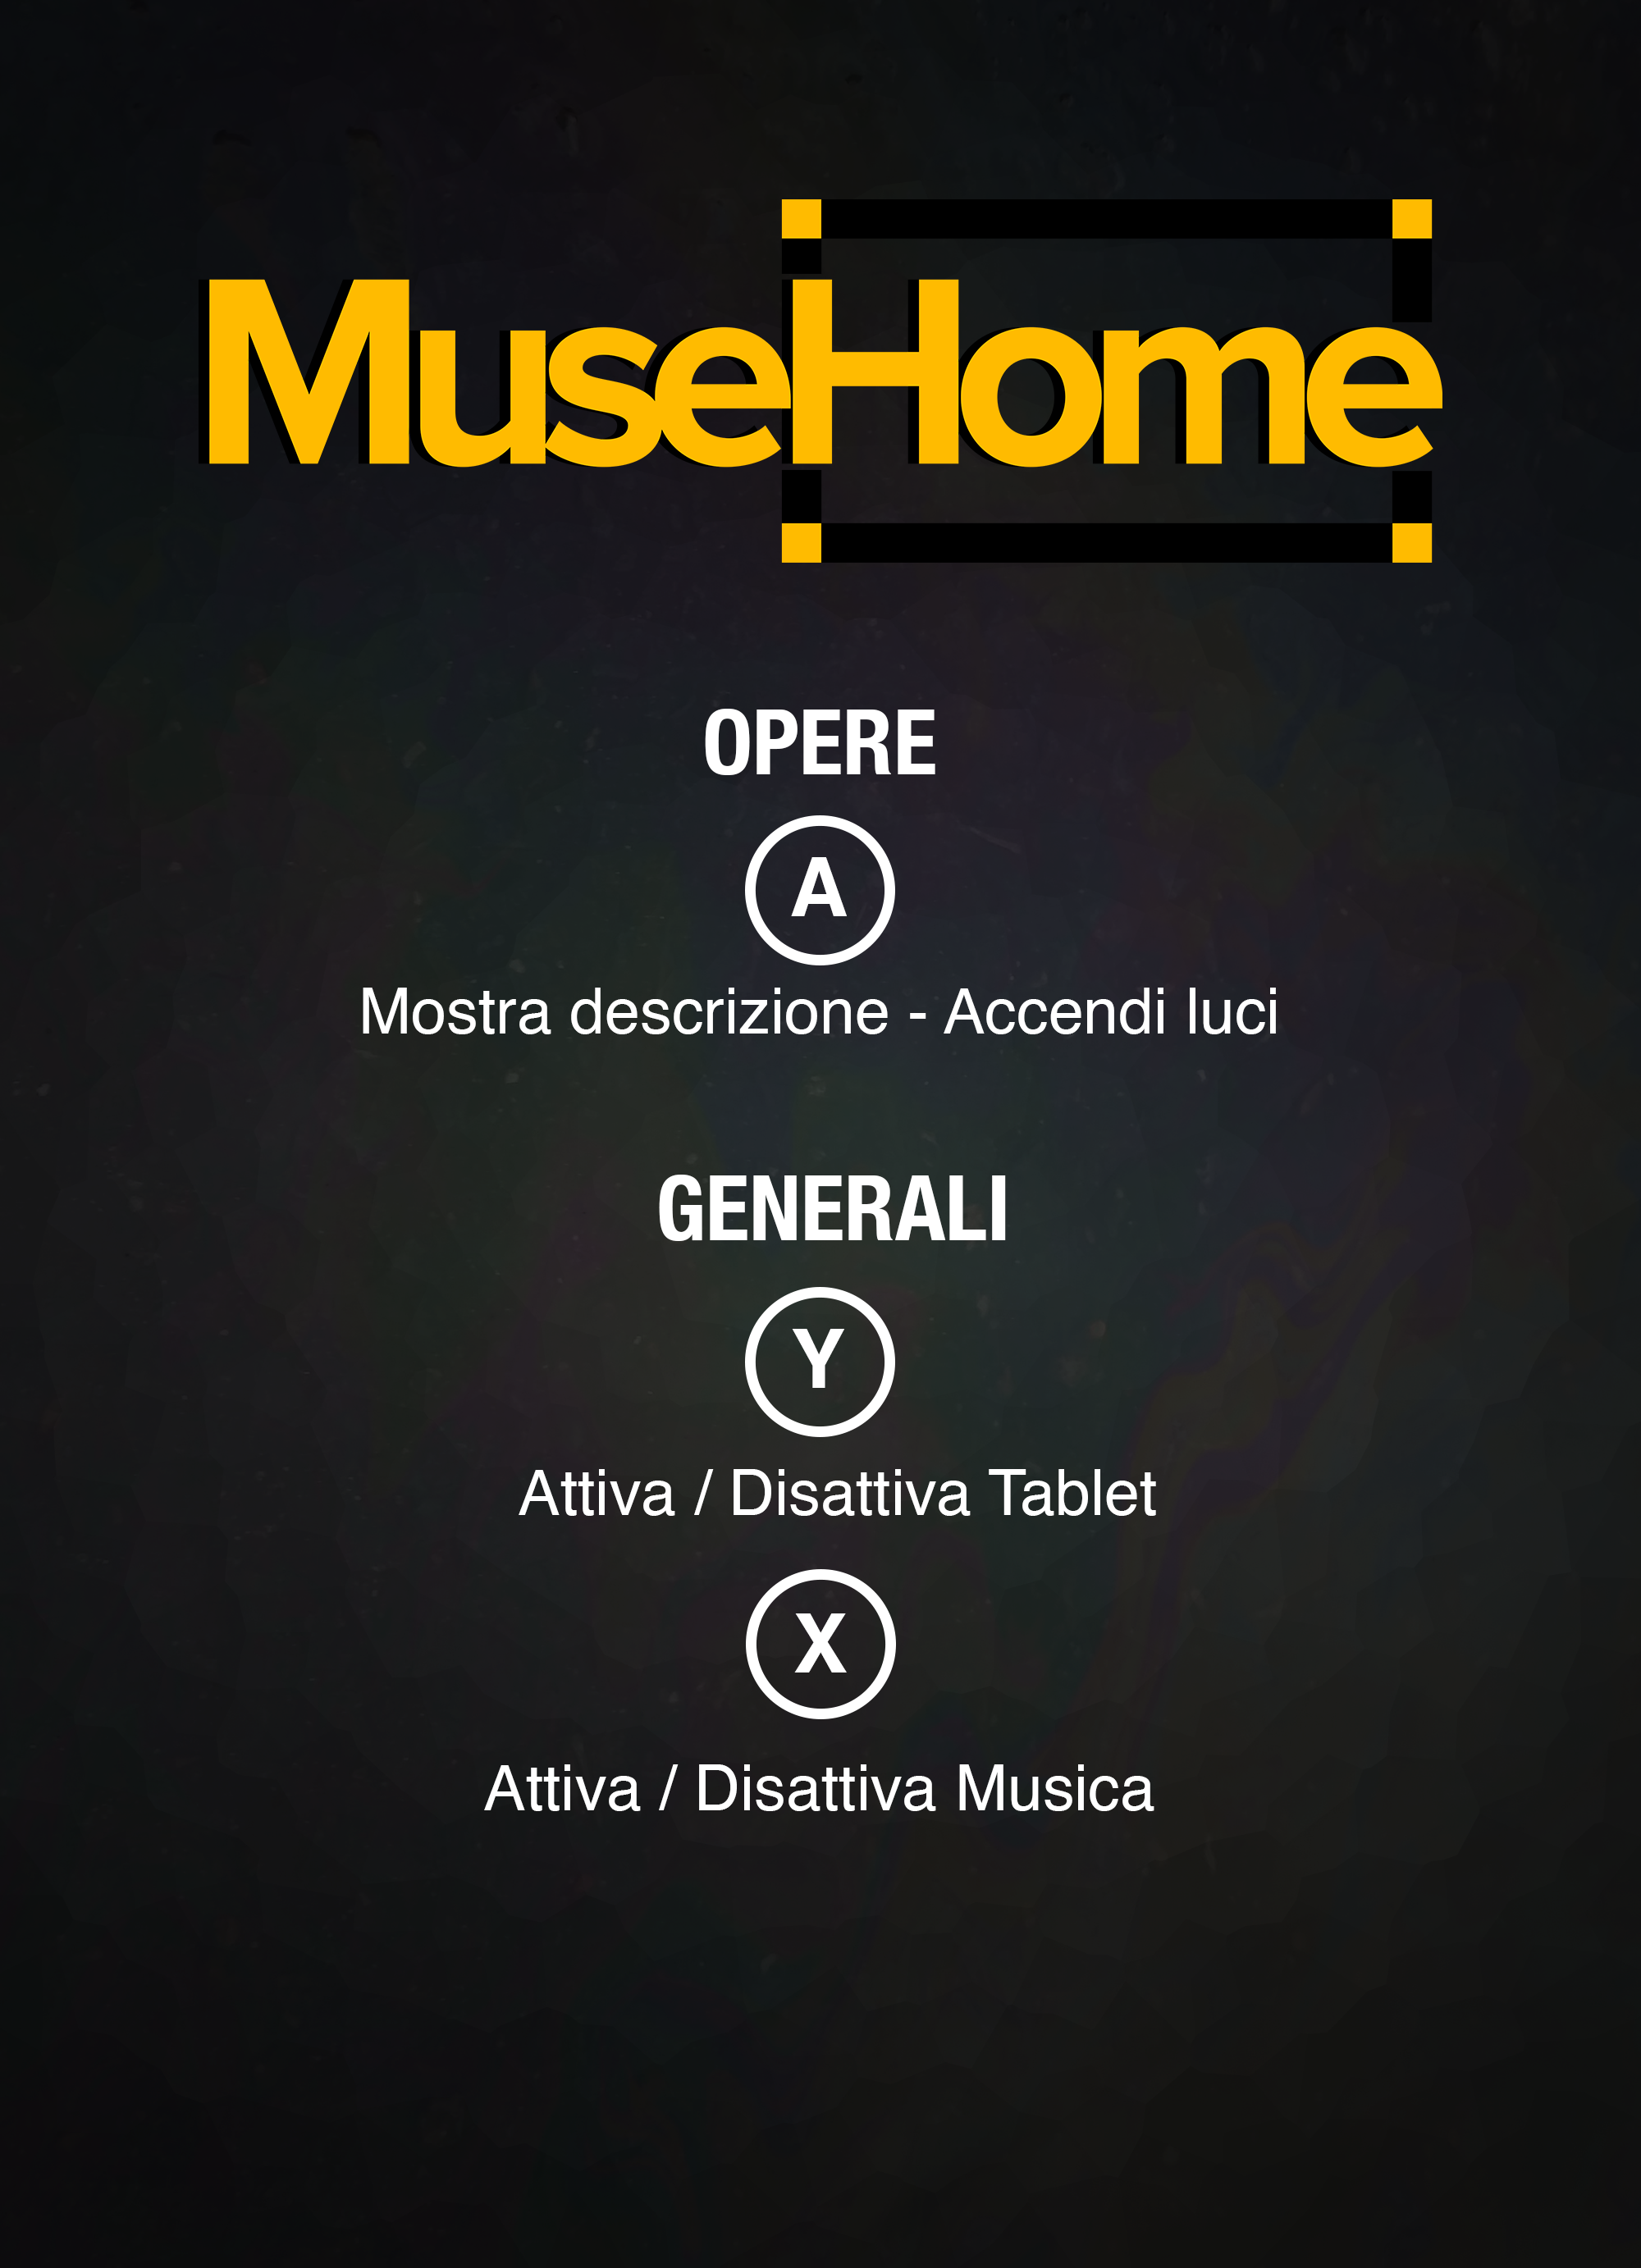 MuseHome
OPERE
A
Mostra descrizione - Accendi luci
GENERALI
Y
Attiva / Disattiva Tablet
X
Attiva / Disattiva Musica